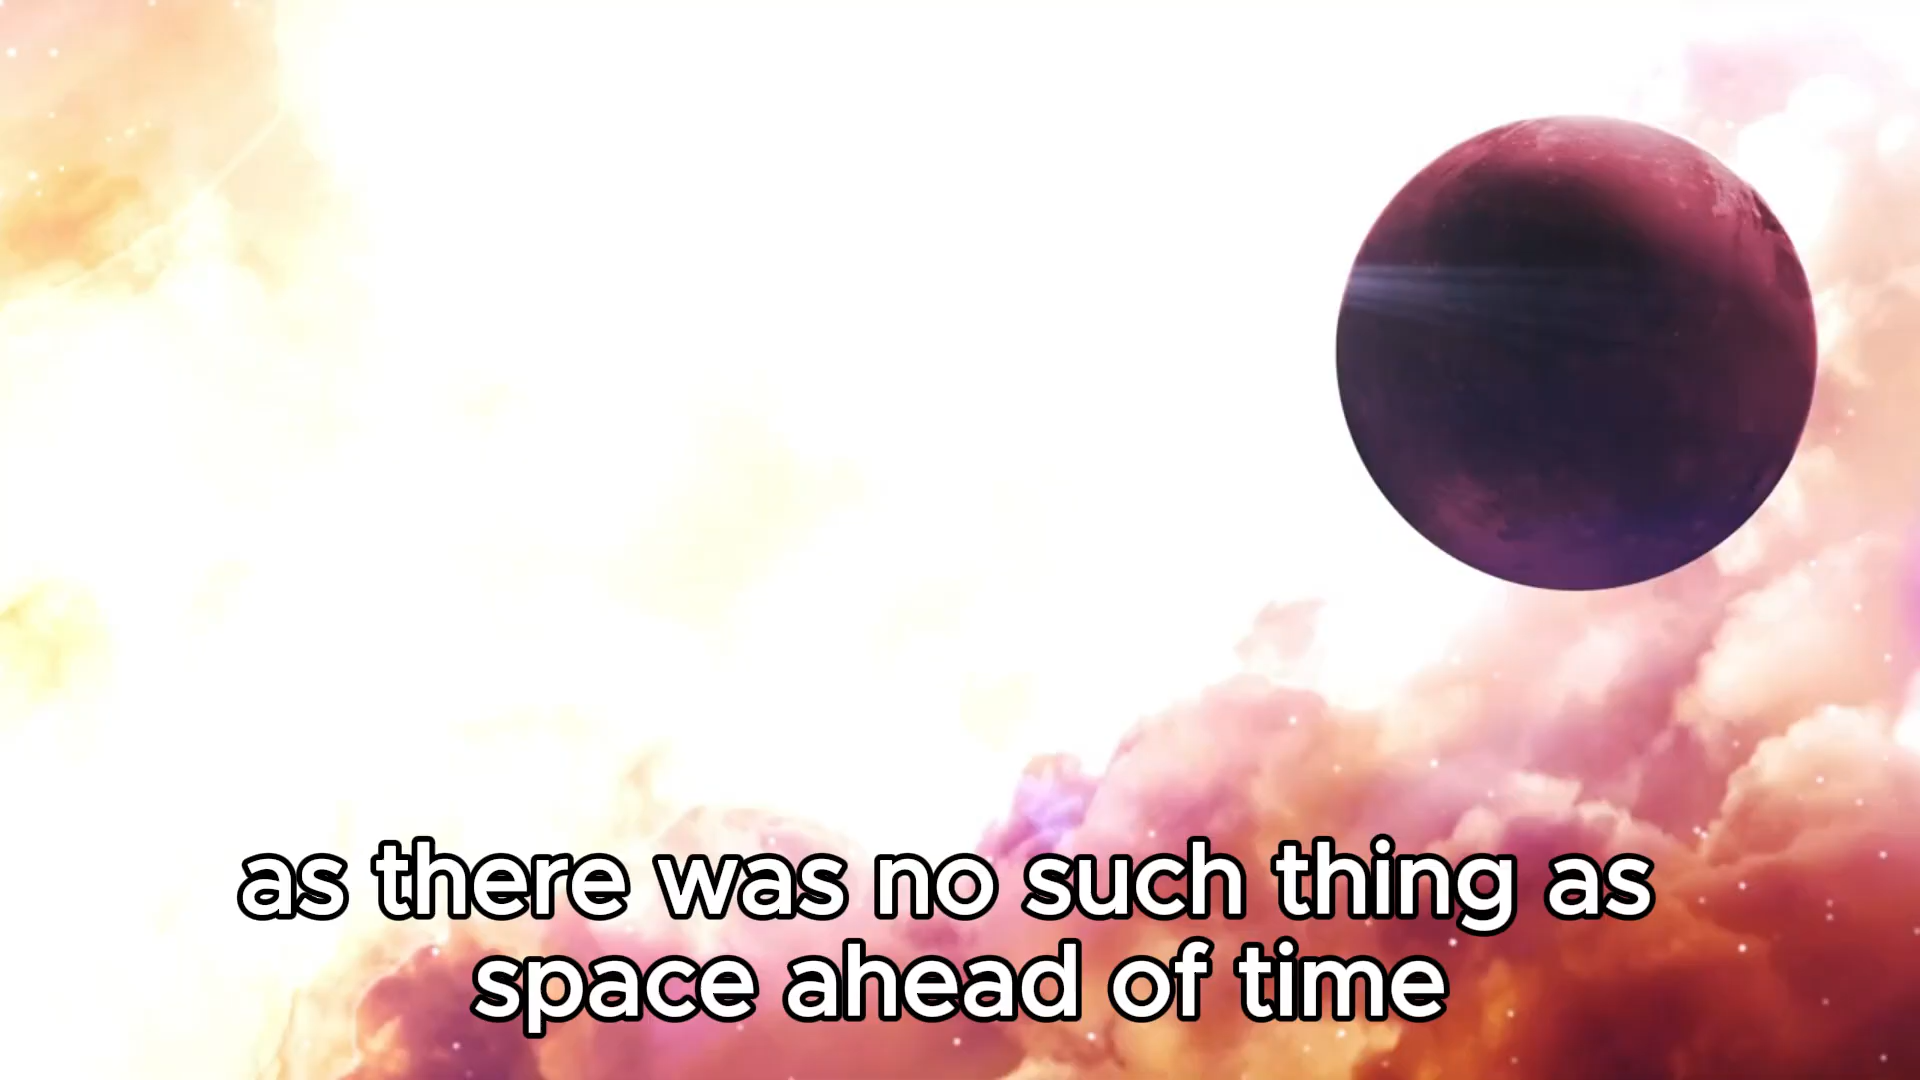 as there was no such thing as
space ahead of time